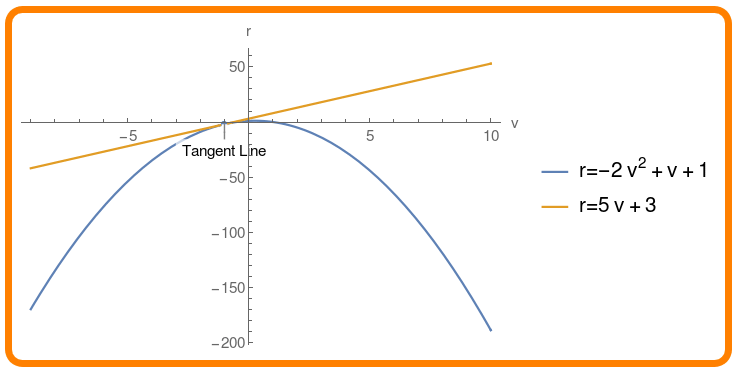 r
50
−5
5
10
v
Tangent Line
−50
−100
−150
−200
r=−2 v² + v + 1
r=5 v + 3